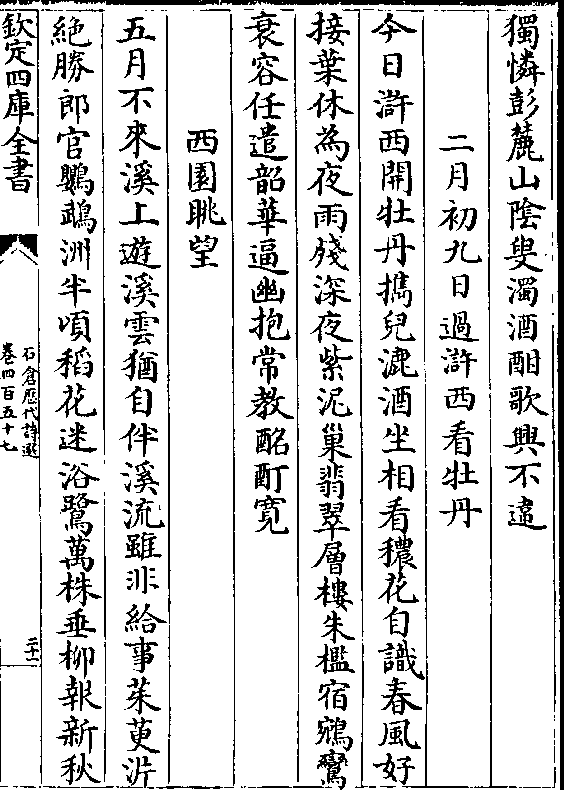 獨憐彭麓山陰叟濁酒酣歌興不違
二月初九日過滸西看牡丹
今日滸西開牡丹攜兒漉酒坐相看穠花自識春風好
接葉休為夜雨殘深夜紫泥巢翡翠層樓朱檻宿鵷鸞
衰容任遣韶華逼幽抱常教酩酊寛
西園眺望
五月不來溪上遊溪雲猶自伴溪流雖非給事茱萸沜
絶勝郎官鸚鵡洲半頃稻花迷浴鷺萬株垂柳報新秋
欽定四庫全書
石倉歷代詩選
卷四百五十七
二十一